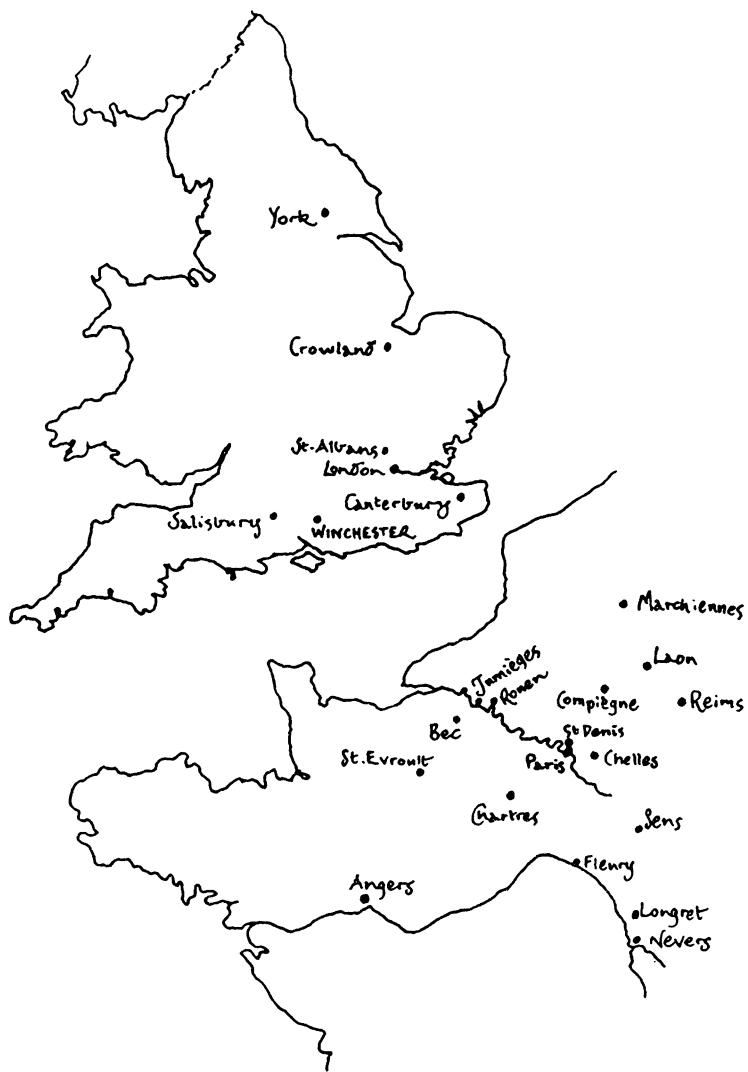 York
Crowland
St. Albans
London
Canterbury
Salisbury
WINCHESTER
Marchiennes
Laon
Jumièges
Rouen
Compiègne
Reims
Bec
St Denis
St. Evroult
Paris
Chelles
Chartres
Sens
Fleury
Angers
Longret
Nevers